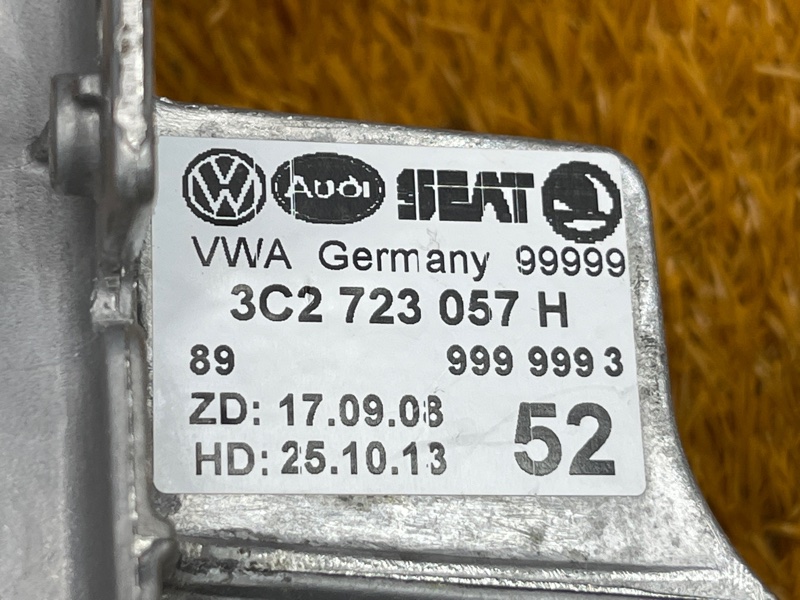 VW Audi SEAT
VWA Germany 99999
3C2 723 057 H
89 999 999 3
ZD: 17.09.08
HD: 25.10.13 52